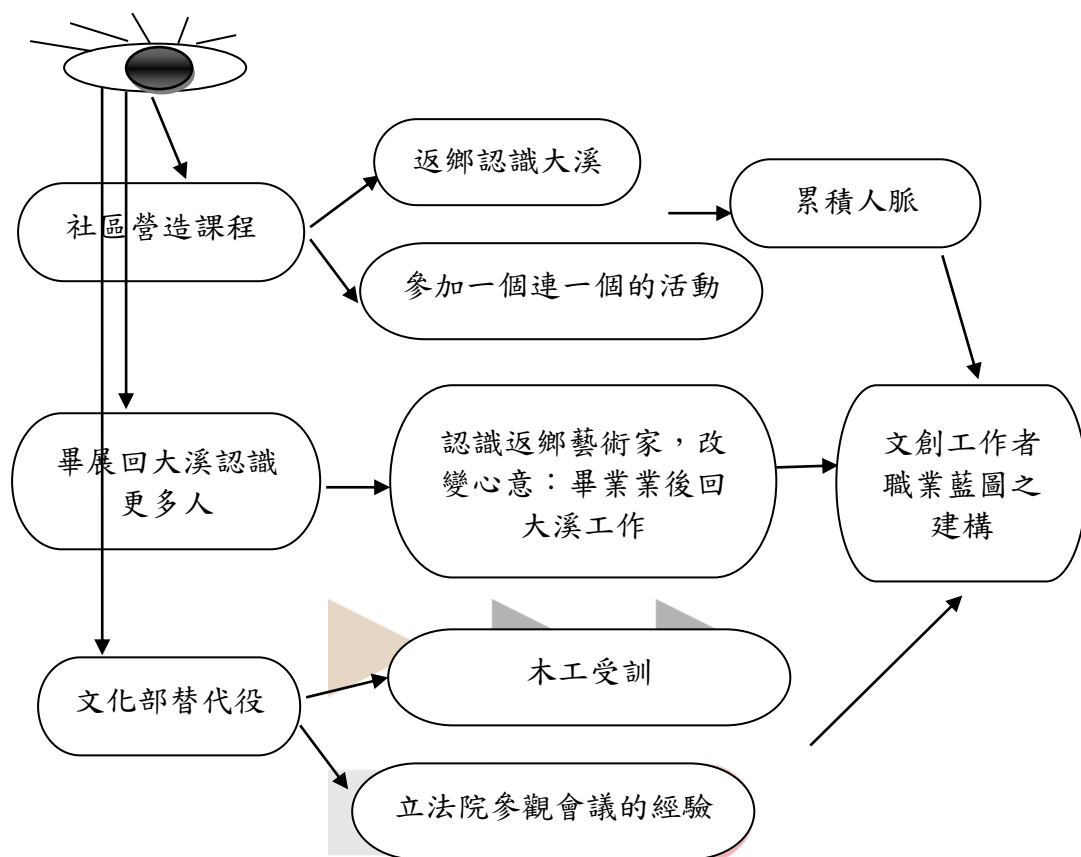 返鄉認識大溪
累積人脈
社區營造課程
參加一個連一個的活動
畢展回大溪認識
更多人
認識返鄉藝術家，改
變心意：畢業業後回
大溪工作
文創工作者
職業藍圖之
建構
文化部替代役
木工受訓
立法院參觀會議的經驗